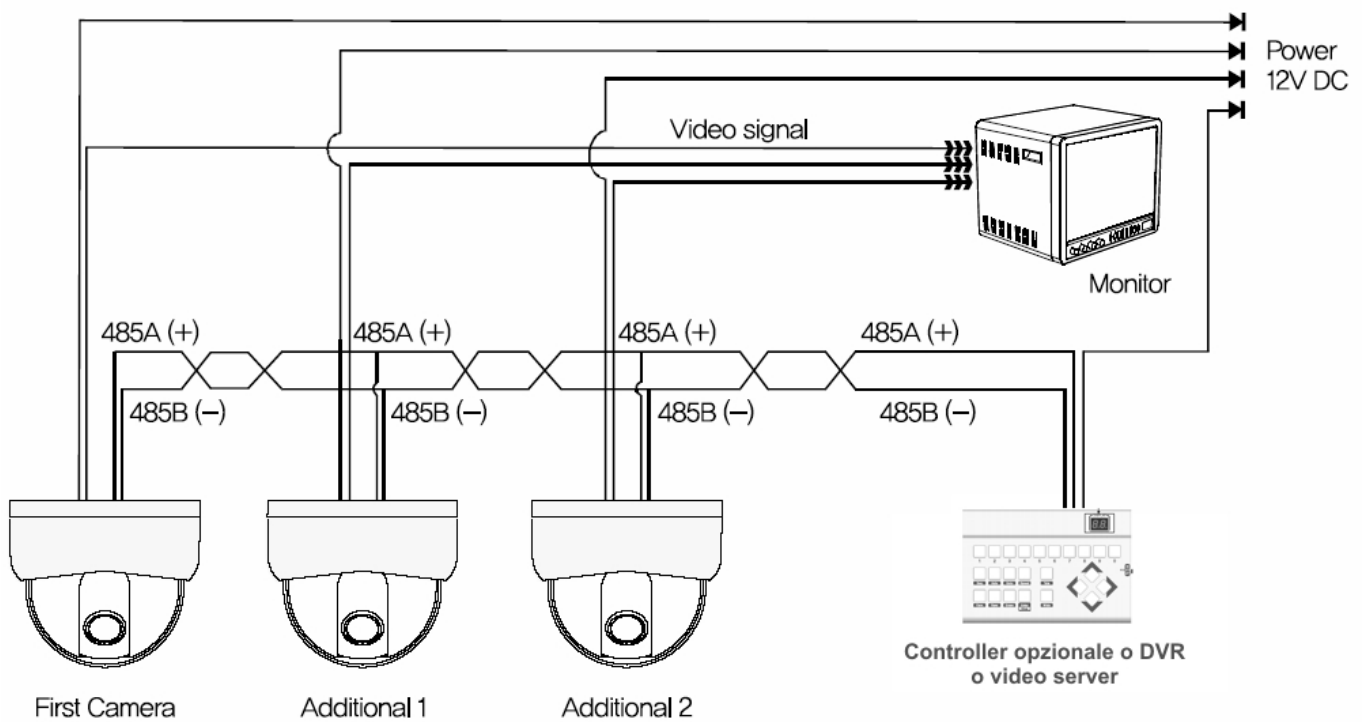 Power
12V DC
Video signal
Monitor
485A (+)
485A (+)
485A (+)
485A (+)
485B (−)
485B (−)
485B (−)
485B (−)
Controller opzionale o DVR
o video server
First Camera
Additional 1
Additional 2